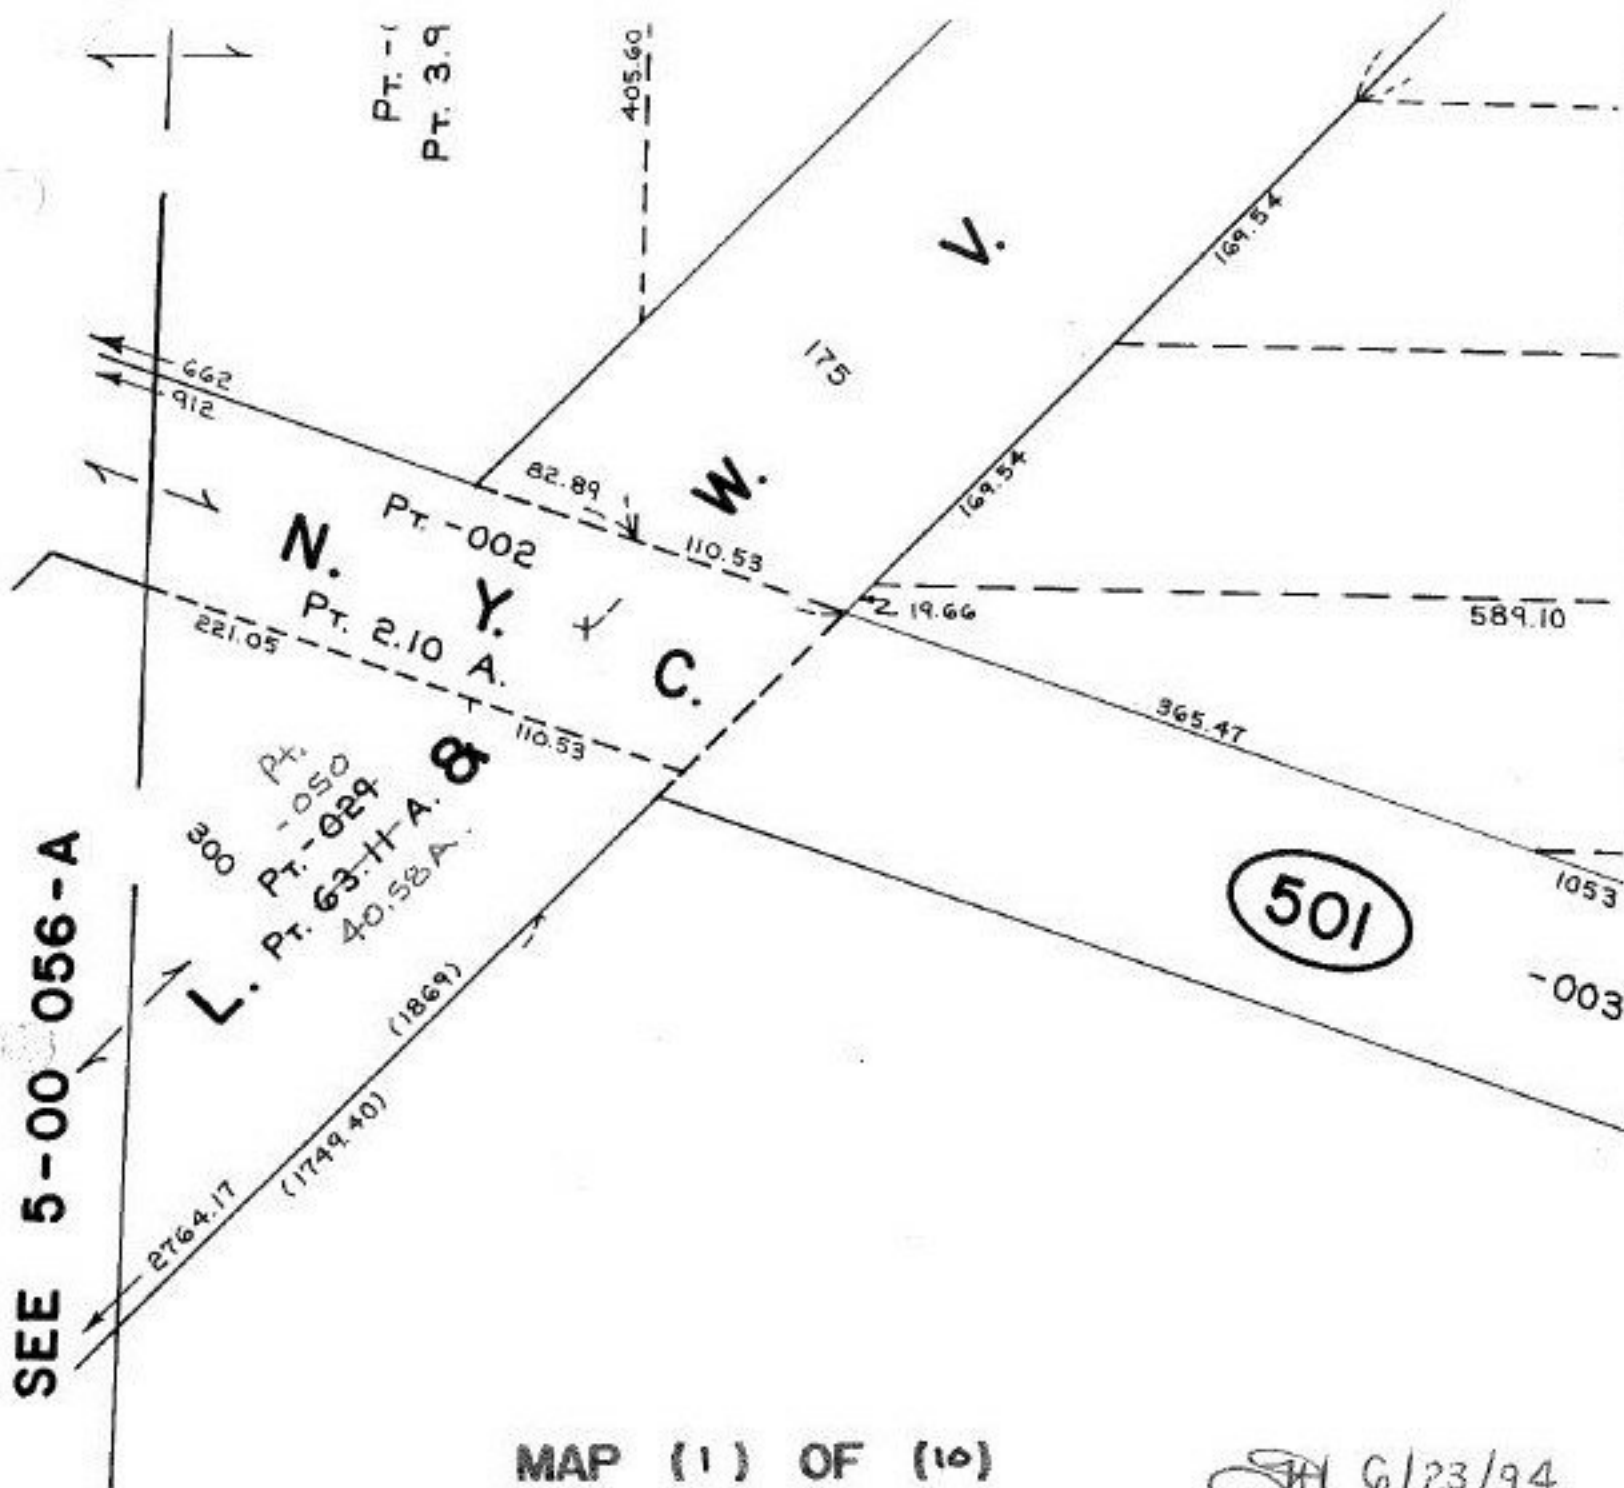 Pt. -
Pt. 3.9
405.60
V.
169.54
175
662
912
82.89
W.
169.54
Pt. -002
110.53
N.
Y.
Pt. 2.10 A.
C.
2 19.66
589.10
221.05
110.53
365.47
&
Pt.
-050
Pt. -029
Pt. 63.11 A.
40.58 A.
300
L.
501
1053
-003
(1869)
(1749.40)
2764.17
SEE 5-00 056-A
MAP (1) OF (10)
6/23/94